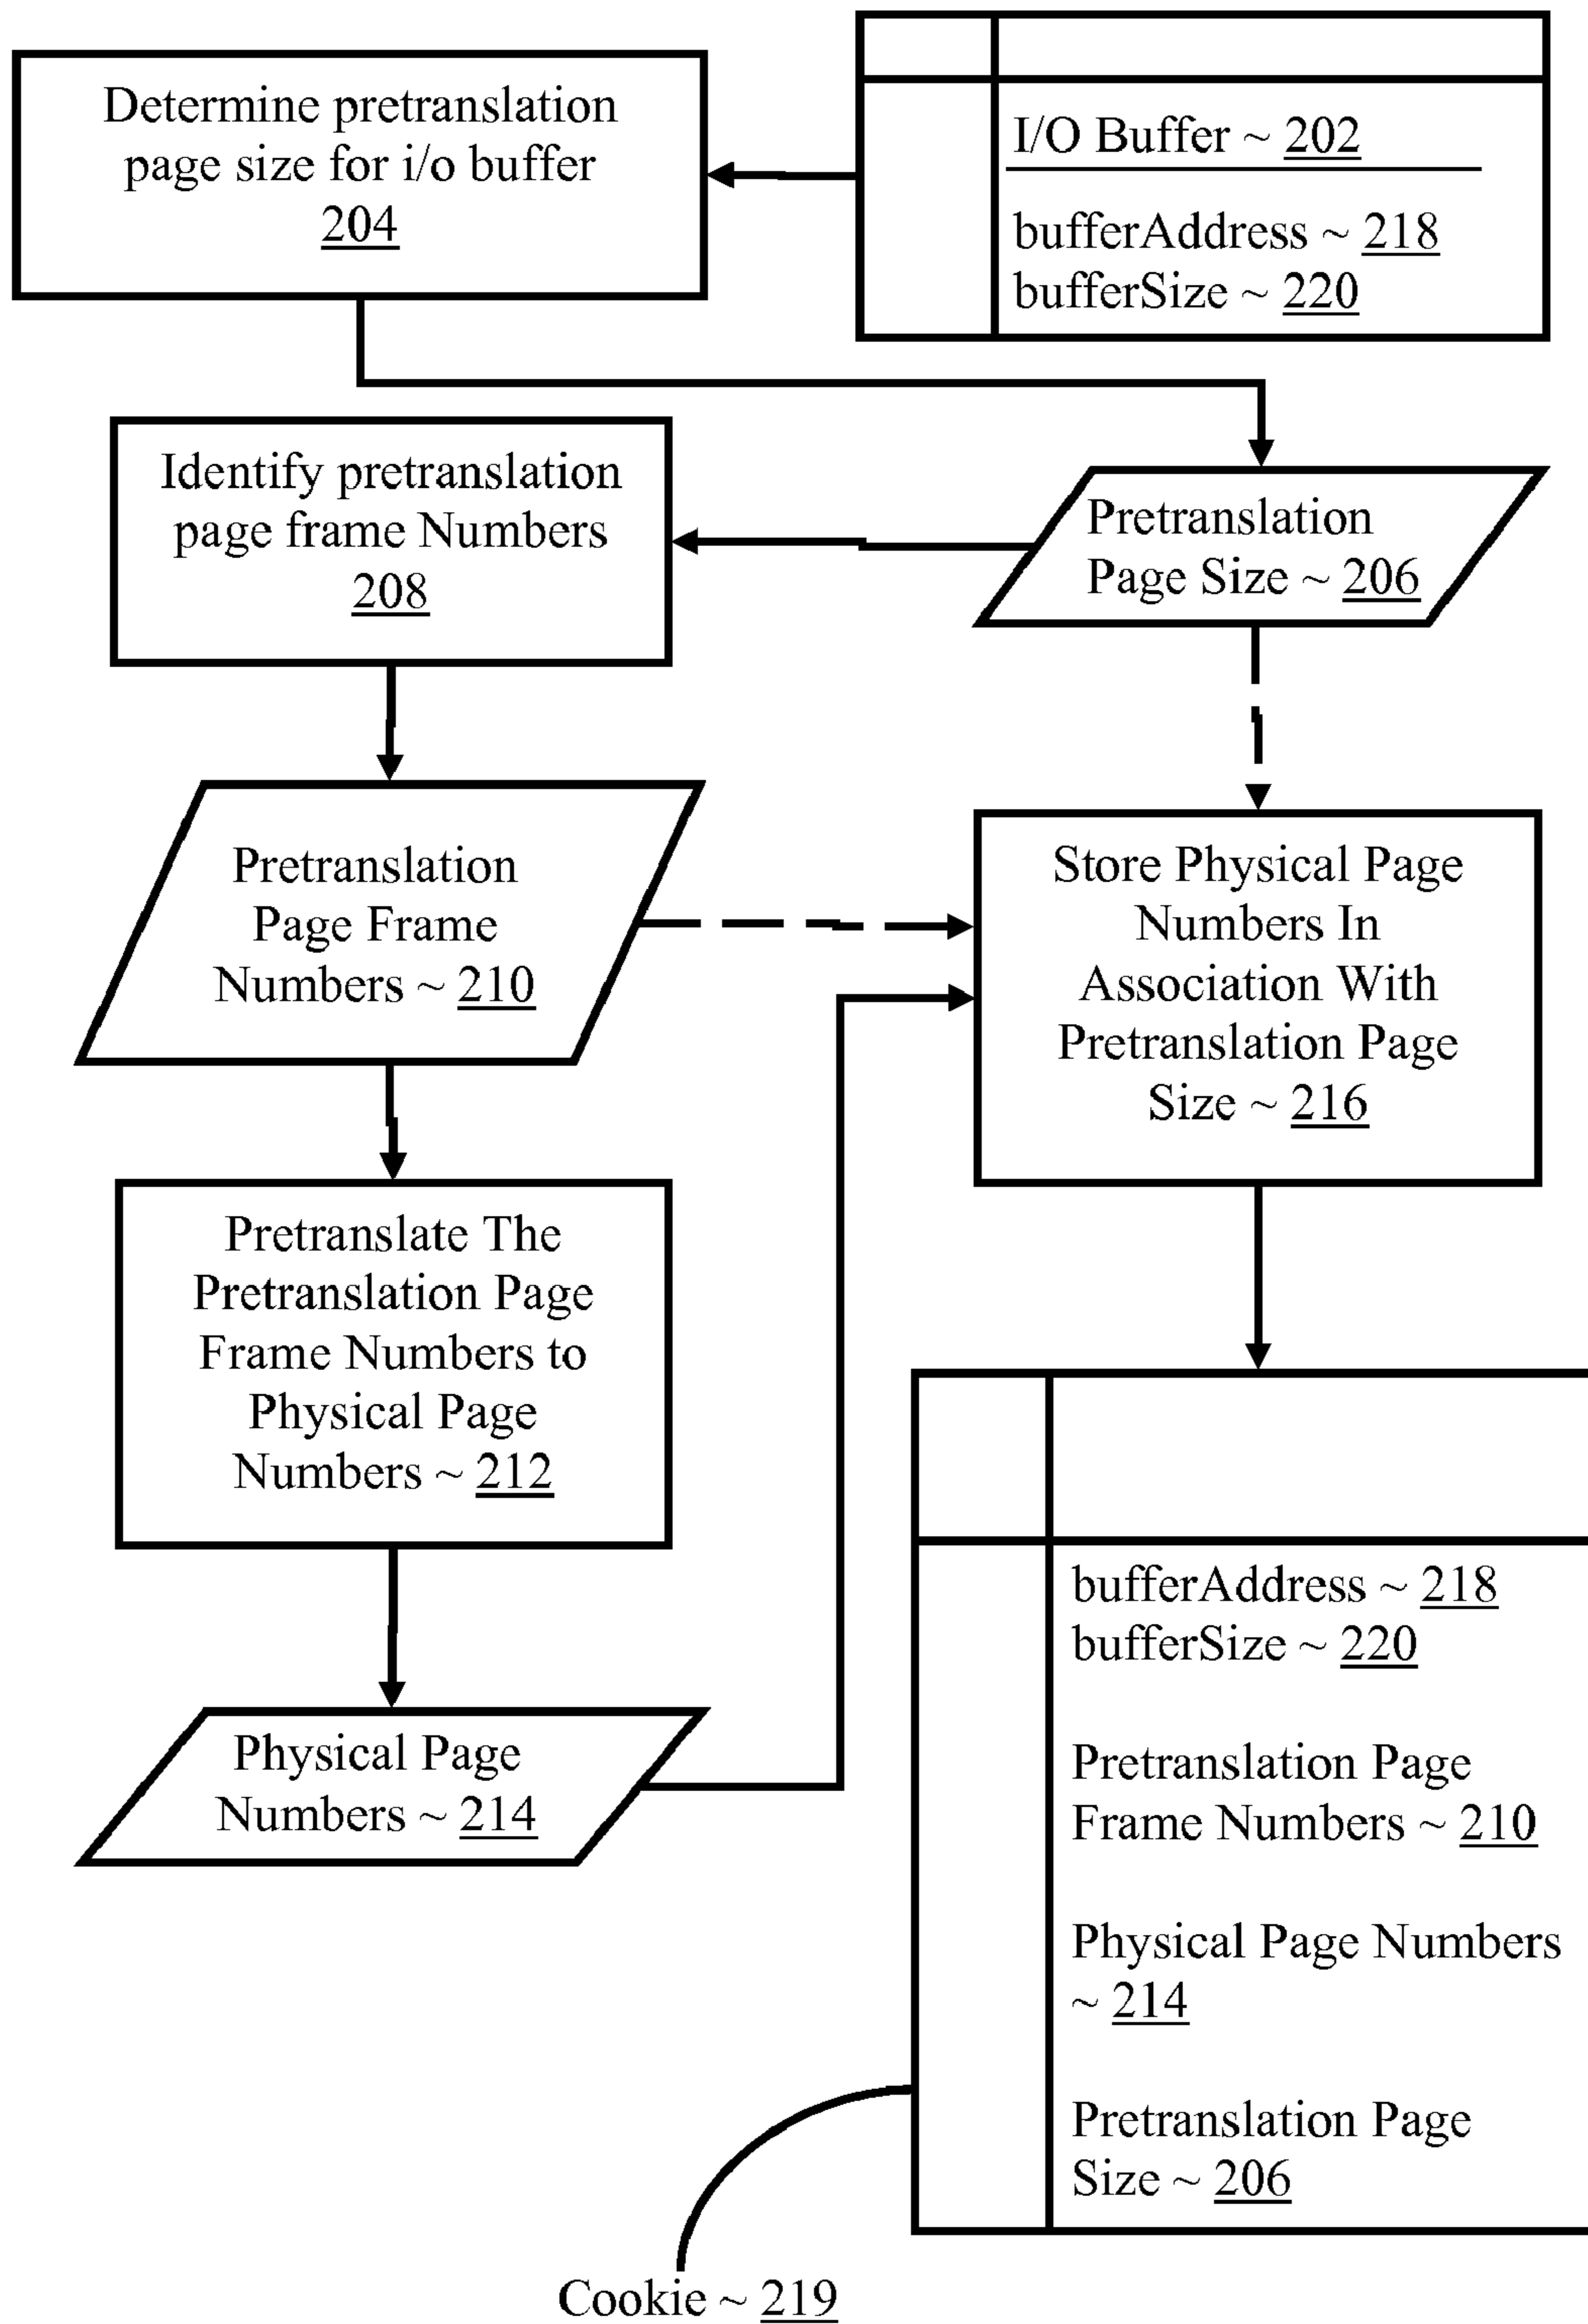 Determine pretranslation
page size for i/o buffer
204
I/O Buffer ~ 202
bufferAddress ~ 218
bufferSize ~ 220
Identify pretranslation
page frame Numbers
208
Pretranslation
Page Size ~ 206
Pretranslation
Page Frame
Numbers ~ 210
Store Physical Page
Numbers In
Association With
Pretranslation Page
Size ~ 216
Pretranslate The
Pretranslation Page
Frame Numbers to
Physical Page
Numbers ~ 212
Physical Page
Numbers ~ 214
bufferAddress ~ 218
bufferSize ~ 220
Pretranslation Page
Frame Numbers ~ 210
Physical Page Numbers
~ 214
Pretranslation Page
Size ~ 206
Cookie ~ 219